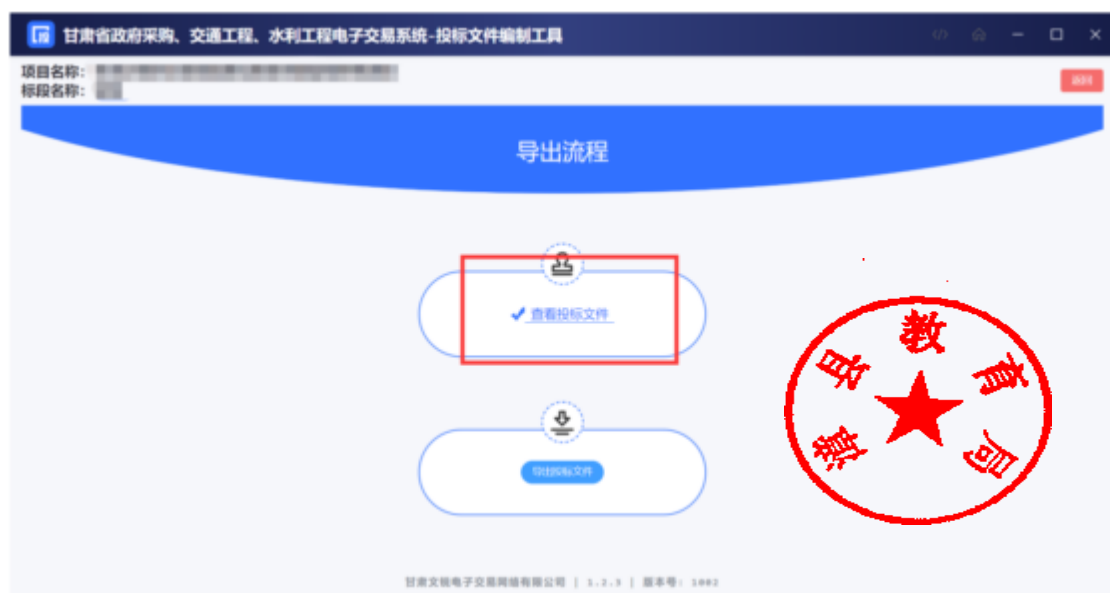 甘肃省政府采购、交通工程、水利工程电子交易系统-投标文件编制工具
项目名称：
标段名称：
返回
导出流程
查看投标文件
导出投标文件
县教育局
甘肃文锐电子交易网络有限公司 | 1.2.3 | 版本号: 1002